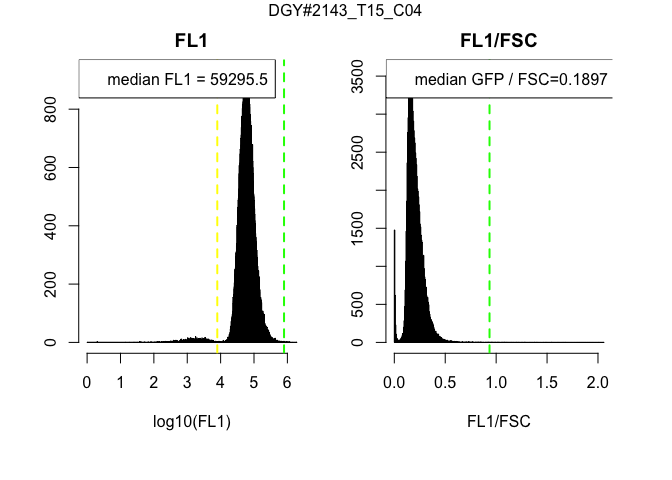 DGY#2143_T15_C04
FL1
median FL1 = 59295.5
0 200 400 600 800
0 1 2 3 4 5 6
log10(FL1)
FL1/FSC
median GFP / FSC=0.1897
0 500 1500 2500 3500
0.0 0.5 1.0 1.5 2.0
FL1/FSC